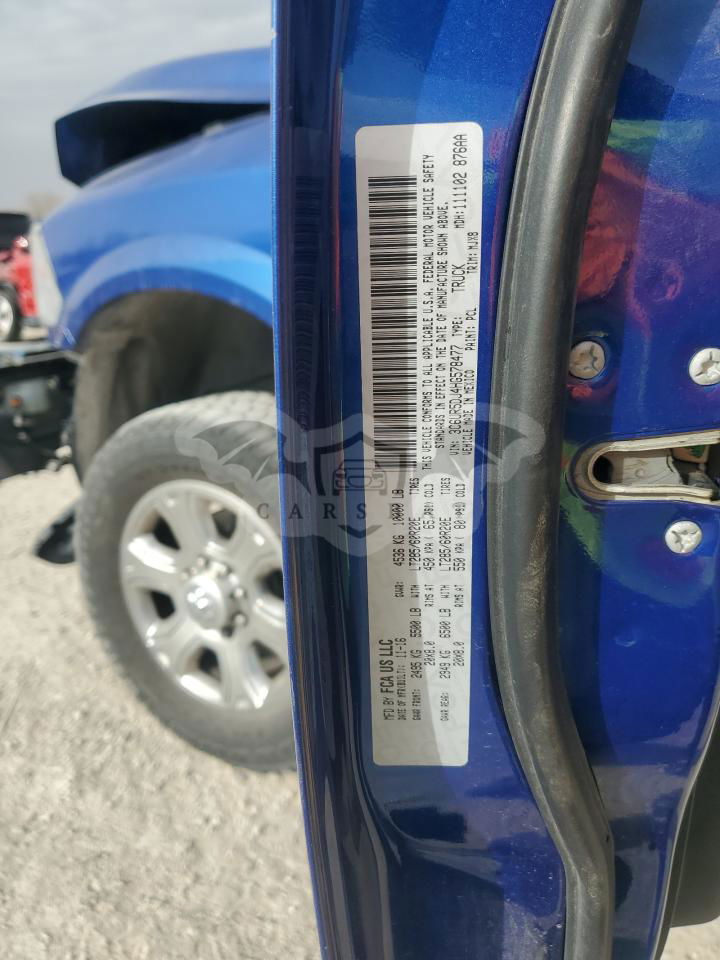 MFD BY FCA US LLC
DATE OF MFR(BUILT): 11-16 GVWR: 4536 KG 10000 LB
GAWR FRONT: 2495 KG 5500 LB WITH LT285/60R20E TIRES
20X8.0 RIMS AT 450 KPA ( 65 PSI) COLD
GAWR REAR: 2949 KG 6500 LB WITH LT285/60R20E TIRES
20X8.0 RIMS AT 550 KPA ( 80 PSI) COLD
THIS VEHICLE CONFORMS TO ALL APPLICABLE U.S.A. FEDERAL MOTOR VEHICLE SAFETY
STANDARDS IN EFFECT ON THE DATE OF MANUFACTURE SHOWN ABOVE.
VIN: 3C6UR5DJ4HG578477 TYPE: TRUCK MDH: 111102 876AA
VEHICLE MADE IN MEXICO PAINT: PCL TRIM: MJX8